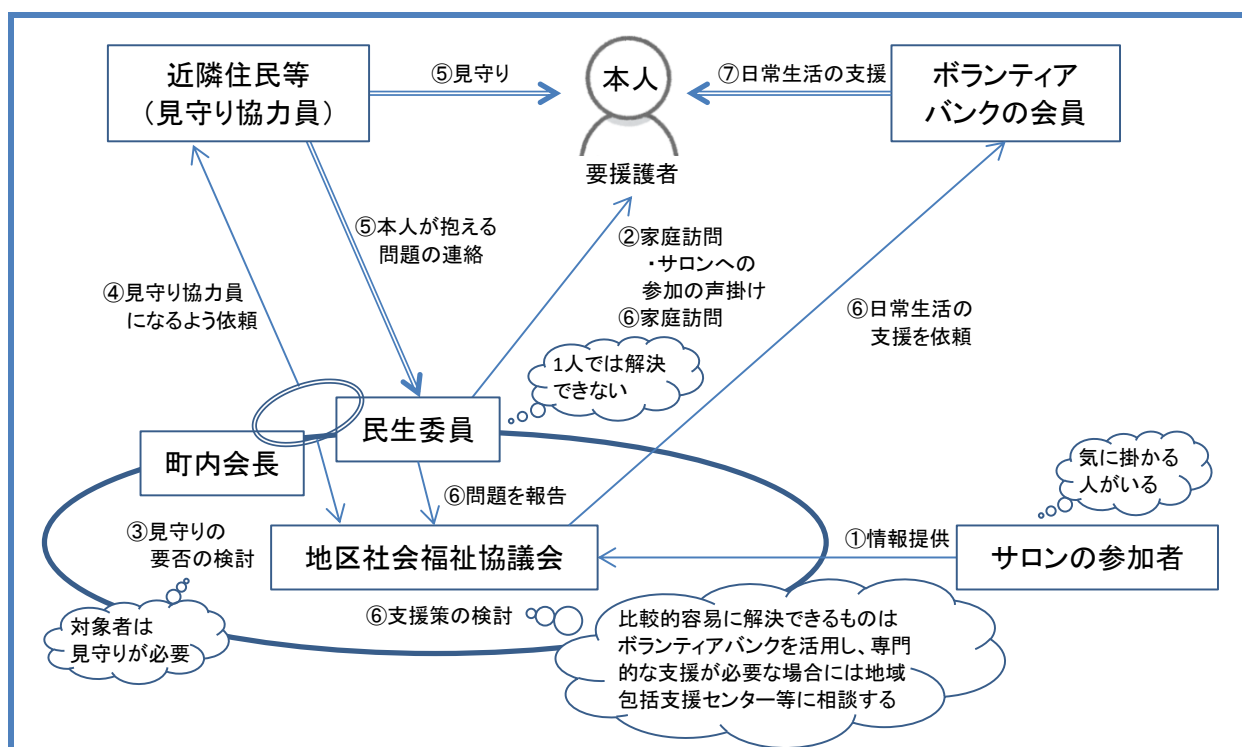 近隣住民等
（見守り協力員）
⑤見守り
本人
要援護者
⑦日常生活の支援
ボランティア
バンクの会員
⑤本人が抱える
問題の連絡
②家庭訪問
・サロンへの
参加の声掛け
⑥家庭訪問
④見守り協力員
になるよう依頼
⑥日常生活の
支援を依頼
1人では解決
できない
民生委員
町内会長
気に掛かる
人がいる
⑥問題を報告
③見守りの
要否の検討
地区社会福祉協議会
①情報提供
サロンの参加者
対象者は
見守りが必要
⑥支援策の検討
比較的容易に解決できるものは
ボランティアバンクを活用し、専門
的な支援が必要な場合には地域
包括支援センター等に相談する